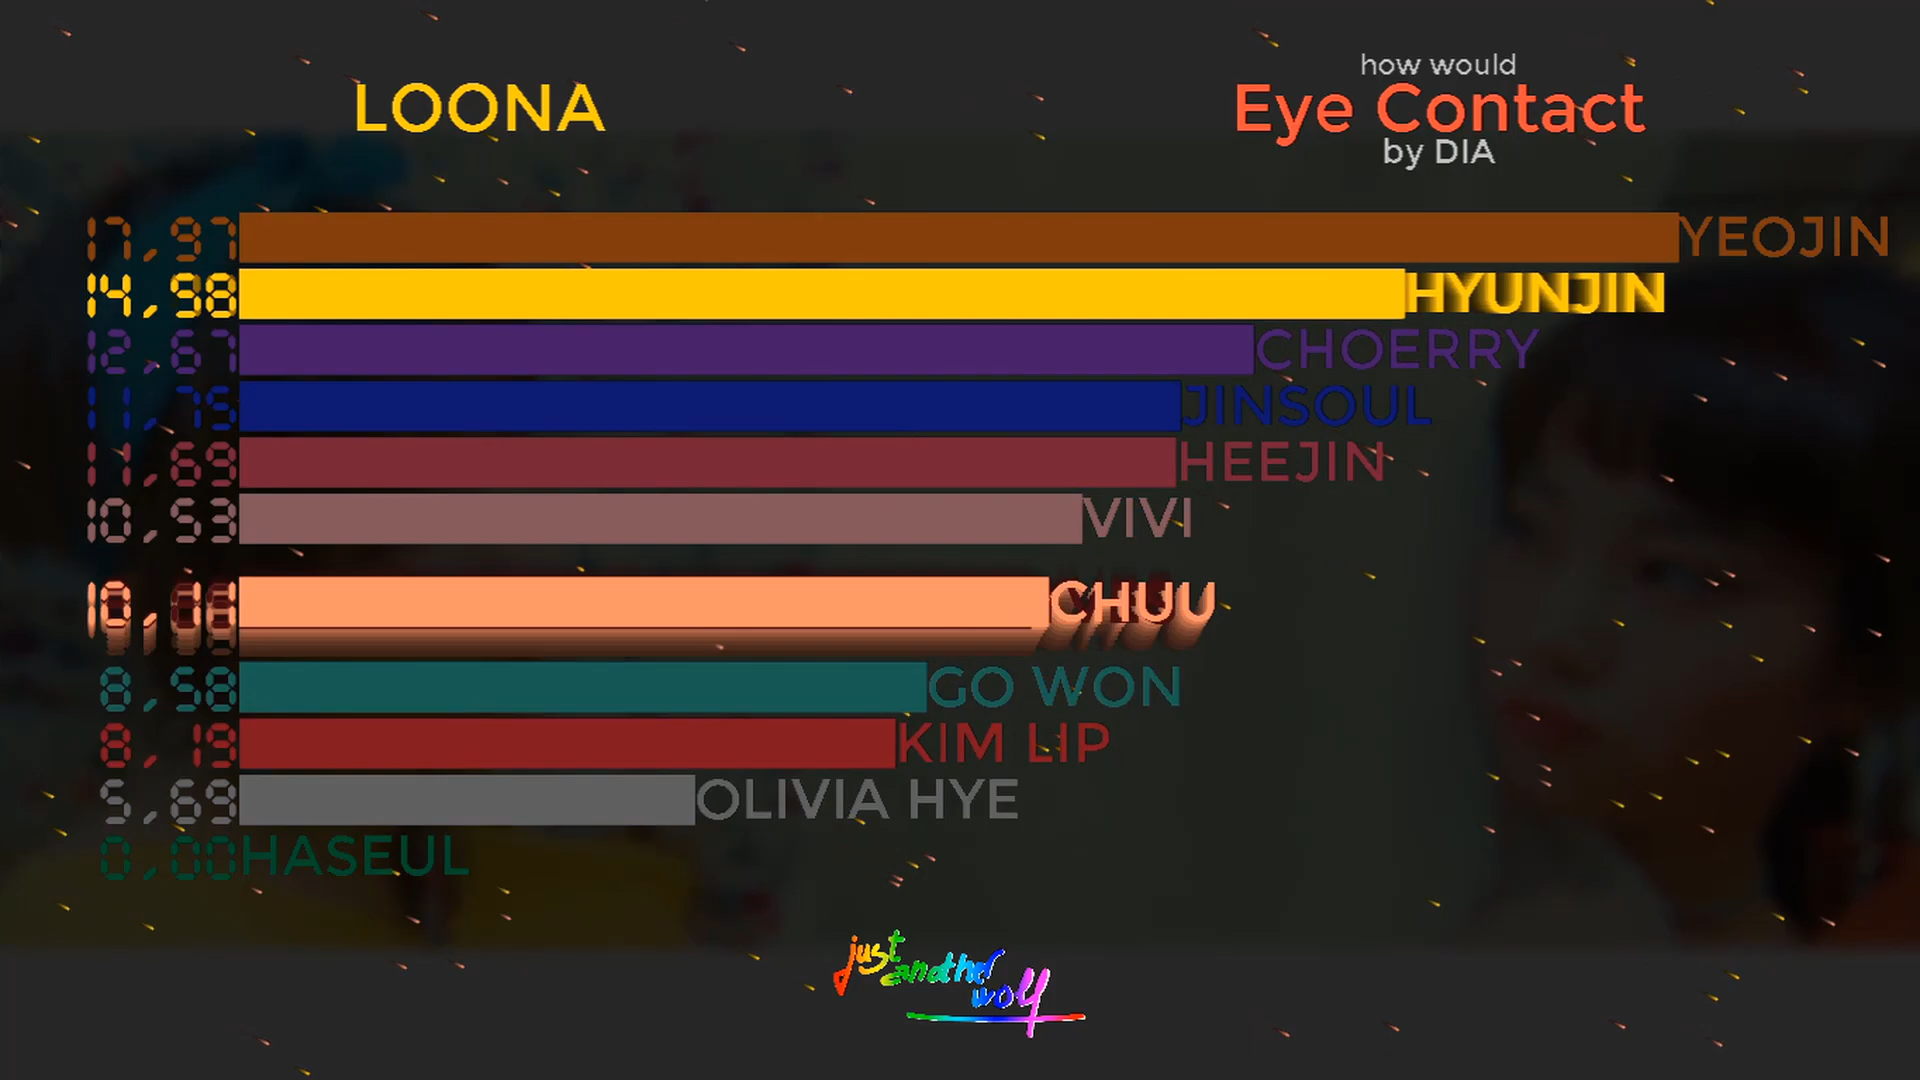 LOONA
how would
Eye Contact
by DIA
17,97 YEOJIN
14,98 HYUNJIN
12,67 CHOERRY
11,75 JINSOUL
11,69 HEEJIN
10,53 VIVI
CHUU
8,58 GO WON
8,19 KIM LIP
5,69 OLIVIA HYE
0,00 HASEUL
just
another
wolf